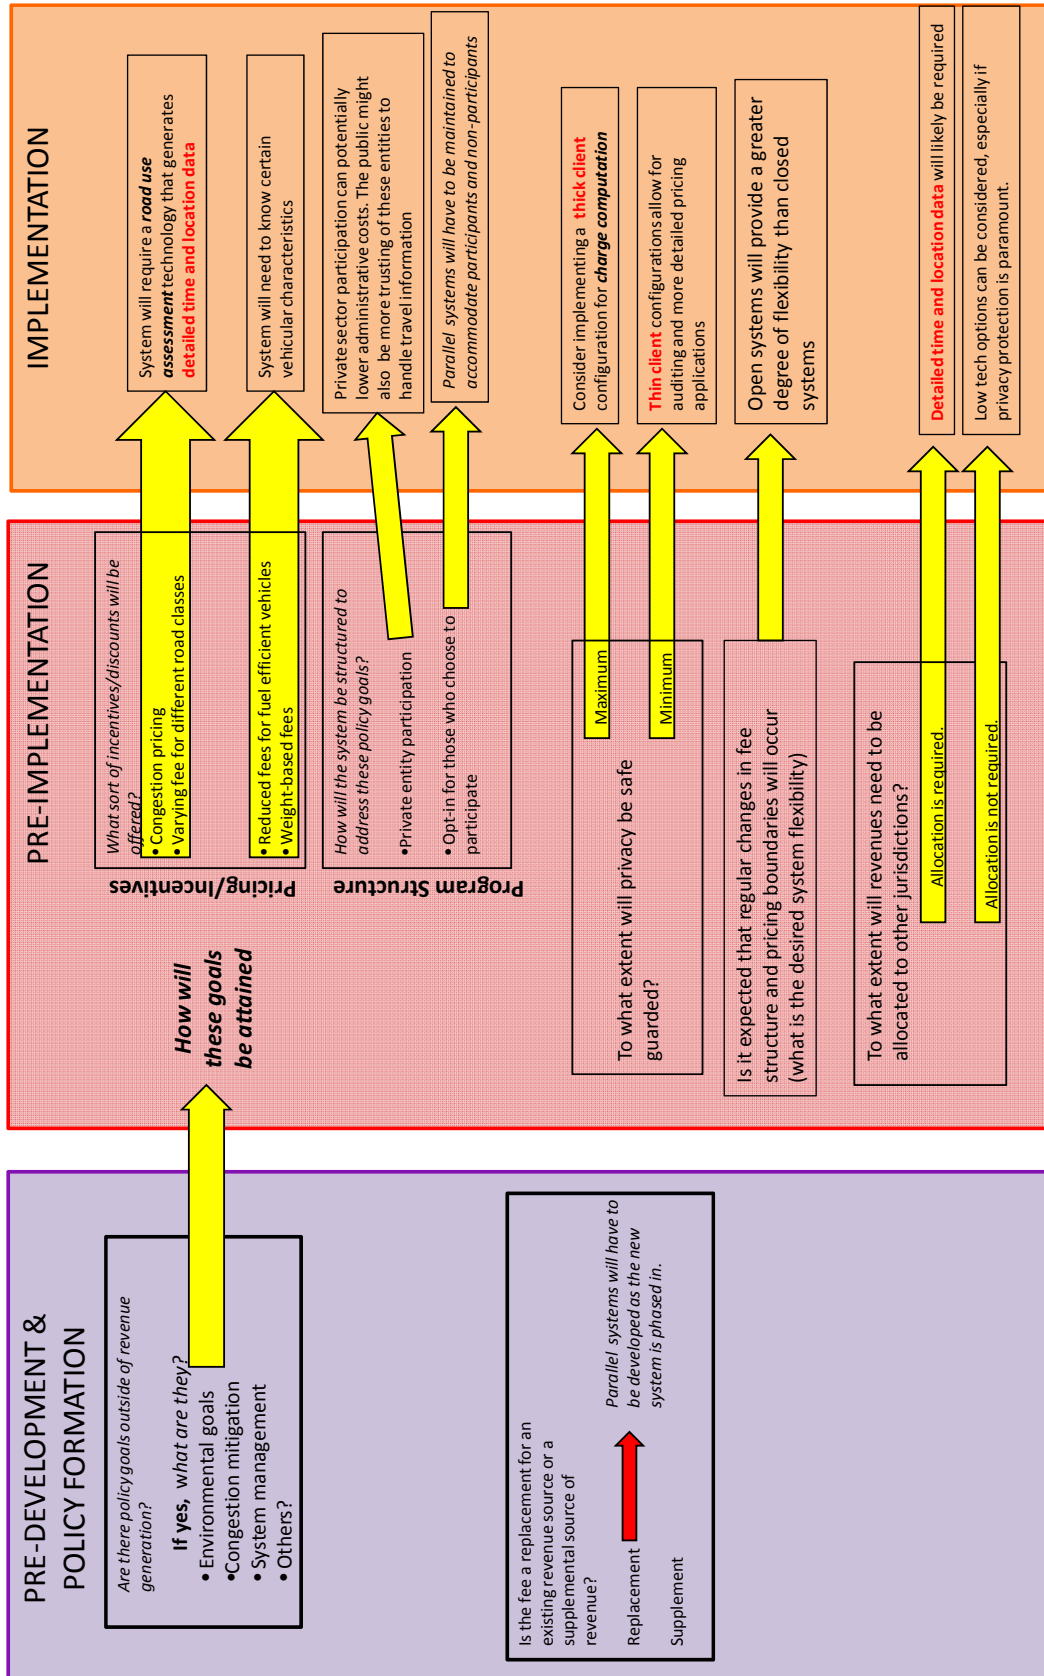 PRE-DEVELOPMENT &
POLICY FORMATION
Are there policy goals outside of revenue
generation?
If yes, what are they?
• Environmental goals
•Congestion mitigation
• System management
• Others?
Is the fee a replacement for an
existing revenue source or a
supplemental source of
revenue?
Replacement
Supplement
Parallel systems will have to
be developed as the new
system is phased in.
PRE-IMPLEMENTATION
How will
these goals
be attained
Pricing/Incentives
What sort of incentives/discounts will be
offered?
• Congestion pricing
• Varying fee for different road classes
• Reduced fees for fuel efficient vehicles
• Weight-based fees
Program Structure
How will the system be structured to
address these policy goals?
•Private entity participation
• Opt-in for those who choose to
participate
To what extent will privacy be safe
guarded?
Maximum
Minimum
Is it expected that regular changes in fee
structure and pricing boundaries will occur
(what is the desired system flexibility)
To what extent will revenues need to be
allocated to other jurisdictions?
Allocation is required.
Allocation is not required.
IMPLEMENTATION
System will require a road use
assessment technology that generates
detailed time and location data
System will need to know certain
vehicular characteristics
Private sector participation can potentially
lower administrative costs. The public might
also be more trusting of these entities to
handle travel information
Parallel systems will have to be maintained to
accommodate participants and non-participants
Consider implementing a thick client
configuration for charge computation
Thin client configurations allow for
auditing and more detailed pricing
applications
Open systems will provide a greater
degree of flexibility than closed
systems
Detailed time and location data will likely be required
Low tech options can be considered, especially if
privacy protection is paramount.